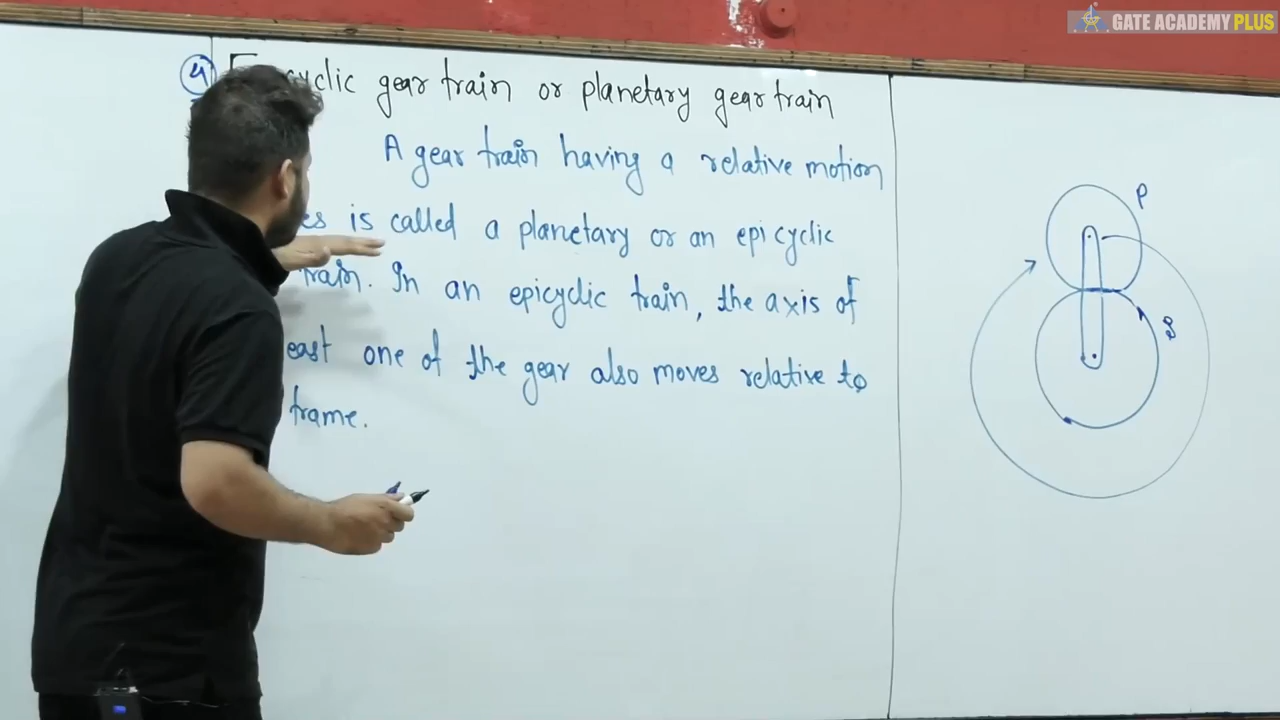 GATE ACADEMY PLUS
4) cyclic gear train or planetary gear train
A gear train having a relative motion
is called a planetary or an epicyclic
train. In an epicyclic train, the axis of
one of the gear also moves relative to
frame.
P
S